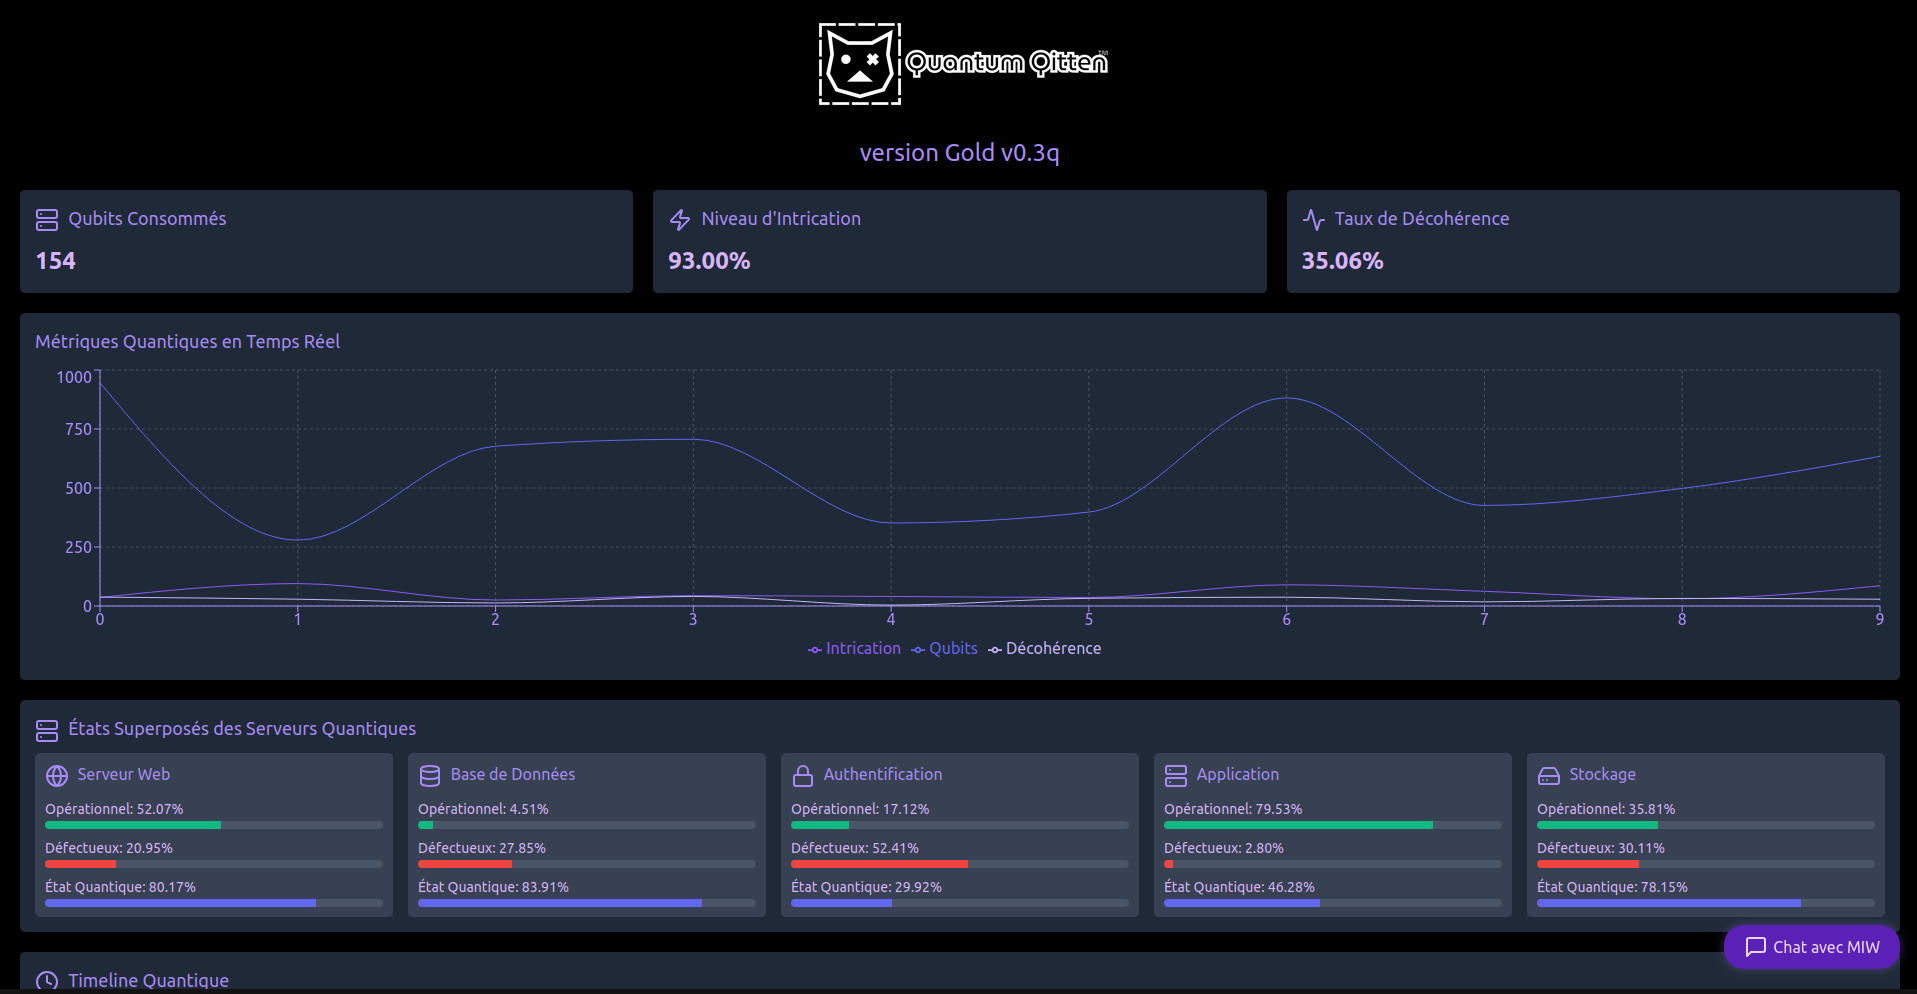 Quantum Qitten™
version Gold v0.3q
Qubits Consommés
154
Niveau d'Intrication
93.00%
Taux de Décohérence
35.06%
Métriques Quantiques en Temps Réel
1000
750
500
250
0
0 1 2 3 4 5 6 7 8 9
Intrication Qubits Décohérence
États Superposés des Serveurs Quantiques
Serveur Web
Opérationnel: 52.07%
Défectueux: 20.95%
État Quantique: 80.17%
Base de Données
Opérationnel: 4.51%
Défectueux: 27.85%
État Quantique: 83.91%
Authentification
Opérationnel: 17.12%
Défectueux: 52.41%
État Quantique: 29.92%
Application
Opérationnel: 79.53%
Défectueux: 2.80%
État Quantique: 46.28%
Stockage
Opérationnel: 35.81%
Défectueux: 30.11%
État Quantique: 78.15%
Chat avec MIW
Timeline Quantique